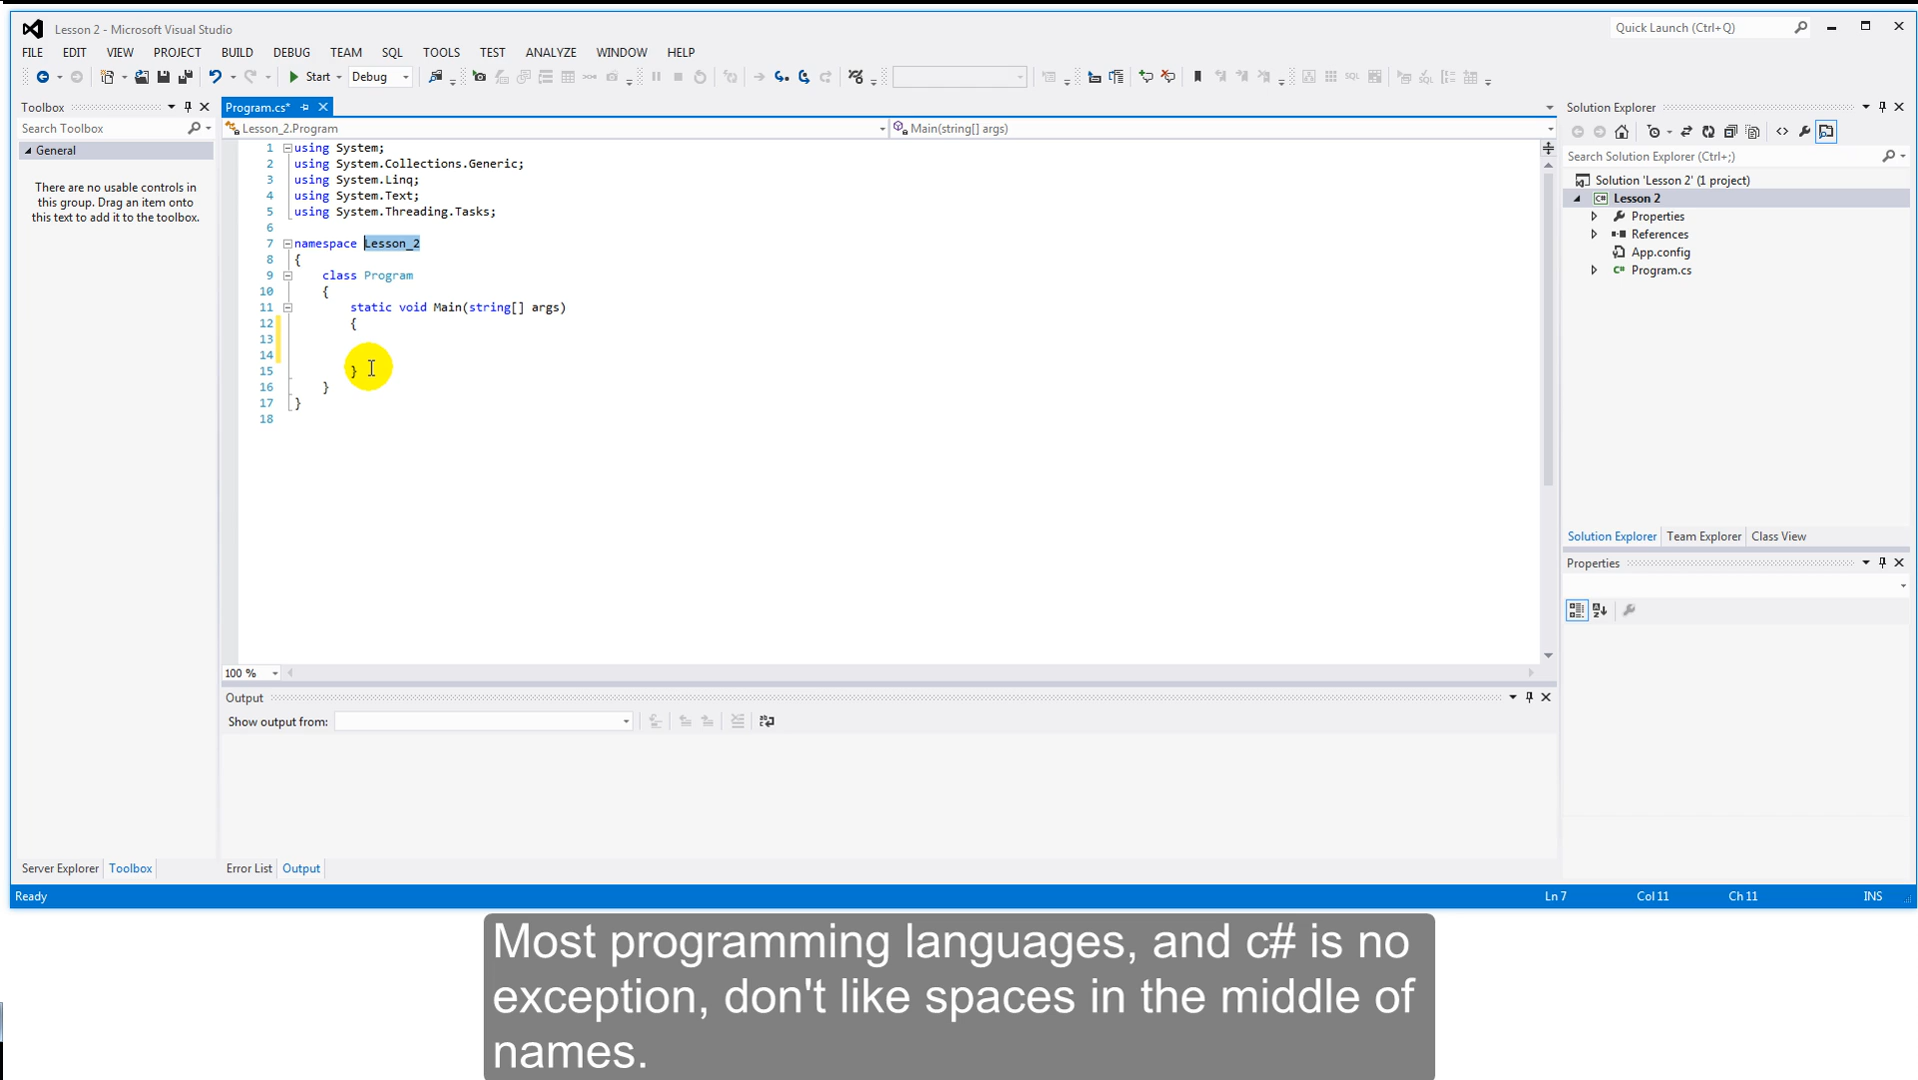 Lesson 2 - Microsoft Visual Studio
Quick Launch (Ctrl+Q)
FILE EDIT VIEW PROJECT BUILD DEBUG TEAM SQL TOOLS TEST ANALYZE WINDOW HELP
Start Debug
Toolbox
Search Toolbox
General
There are no usable controls in
this group. Drag an item onto
this text to add it to the toolbox.
Server Explorer Toolbox
Program.cs*
Lesson_2.Program Main(string[] args)
1 using System;
2 using System.Collections.Generic;
3 using System.Linq;
4 using System.Text;
5 using System.Threading.Tasks;
6
7 namespace Lesson_2
8 {
9 class Program
10 {
11 static void Main(string[] args)
12 {
13
14
15 }
16 }
17 }
18
100 %
Output
Show output from:
Error List Output
Solution Explorer
Search Solution Explorer (Ctrl+;)
Solution 'Lesson 2' (1 project)
C# Lesson 2
Properties
References
App.config
C# Program.cs
Solution Explorer Team Explorer Class View
Properties
Ready Ln 7 Col 11 Ch 11 INS
Most programming languages, and c# is no
exception, don't like spaces in the middle of
names.